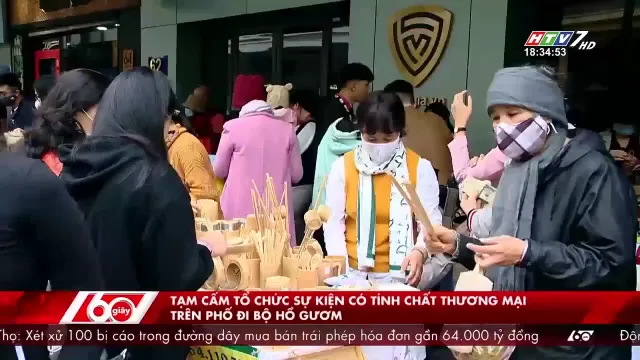 HTV7 HD
18:34:53
62
60 giây
TẠM CẤM TỔ CHỨC SỰ KIỆN CÓ TÍNH CHẤT THƯƠNG MẠI
TRÊN PHỐ ĐI BỘ HỒ GƯƠM
Thọ: Xét xử 100 bị cáo trong đường dây mua bán trái phép hóa đơn gần 64.000 tỷ đồng
60